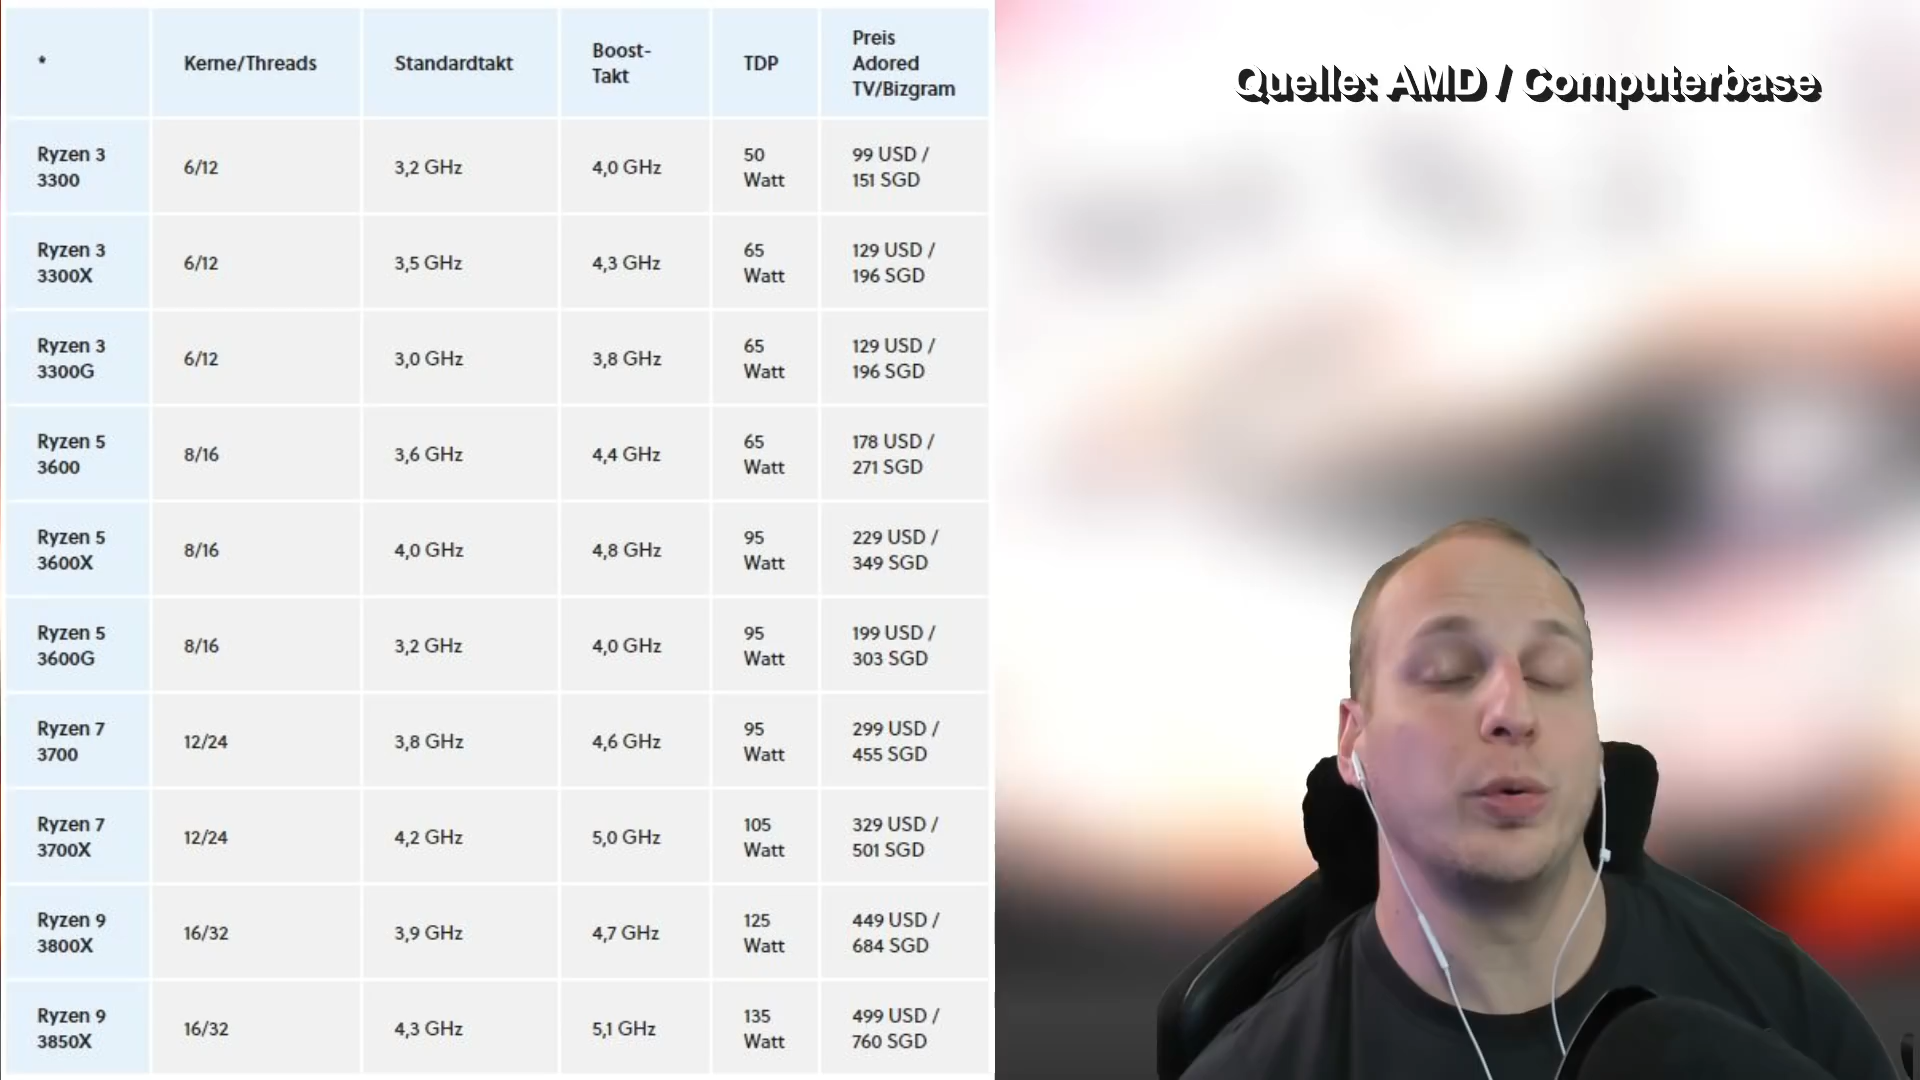 * Kerne/Threads Standardtakt Boost-Takt TDP Preis Adored TV/Bizgram
Ryzen 3 3300 6/12 3,2 GHz 4,0 GHz 50 Watt 99 USD / 151 SGD
Ryzen 3 3300X 6/12 3,5 GHz 4,3 GHz 65 Watt 129 USD / 196 SGD
Ryzen 3 3300G 6/12 3,0 GHz 3,8 GHz 65 Watt 129 USD / 196 SGD
Ryzen 5 3600 8/16 3,6 GHz 4,4 GHz 65 Watt 178 USD / 271 SGD
Ryzen 5 3600X 8/16 4,0 GHz 4,8 GHz 95 Watt 229 USD / 349 SGD
Ryzen 5 3600G 8/16 3,2 GHz 4,0 GHz 95 Watt 199 USD / 303 SGD
Ryzen 7 3700 12/24 3,8 GHz 4,6 GHz 95 Watt 299 USD / 455 SGD
Ryzen 7 3700X 12/24 4,2 GHz 5,0 GHz 105 Watt 329 USD / 501 SGD
Ryzen 9 3800X 16/32 3,9 GHz 4,7 GHz 125 Watt 449 USD / 684 SGD
Ryzen 9 3850X 16/32 4,3 GHz 5,1 GHz 135 Watt 499 USD / 760 SGD
Quelle: AMD / Computerbase